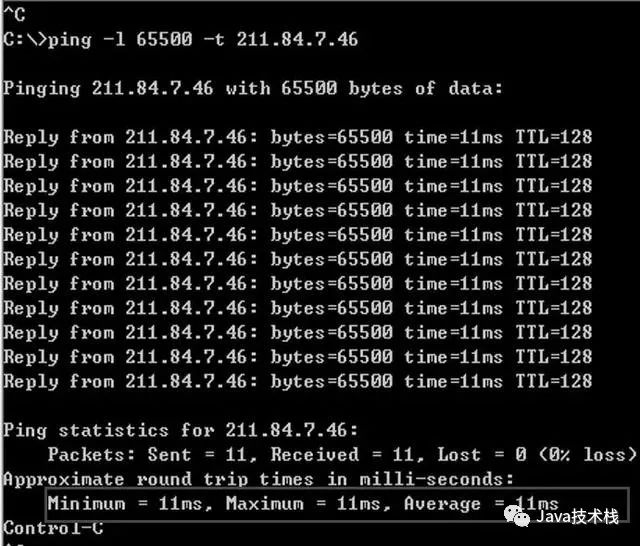 ^C
C:\>ping -l 65500 -t 211.84.7.46
Pinging 211.84.7.46 with 65500 bytes of data:
Reply from 211.84.7.46: bytes=65500 time=11ms TTL=128
Reply from 211.84.7.46: bytes=65500 time=11ms TTL=128
Reply from 211.84.7.46: bytes=65500 time=11ms TTL=128
Reply from 211.84.7.46: bytes=65500 time=11ms TTL=128
Reply from 211.84.7.46: bytes=65500 time=11ms TTL=128
Reply from 211.84.7.46: bytes=65500 time=11ms TTL=128
Reply from 211.84.7.46: bytes=65500 time=11ms TTL=128
Reply from 211.84.7.46: bytes=65500 time=11ms TTL=128
Reply from 211.84.7.46: bytes=65500 time=11ms TTL=128
Reply from 211.84.7.46: bytes=65500 time=11ms TTL=128
Reply from 211.84.7.46: bytes=65500 time=11ms TTL=128
Ping statistics for 211.84.7.46:
Packets: Sent = 11, Received = 11, Lost = 0 (0% loss)
Approximate round trip times in milli-seconds:
Minimum = 11ms, Maximum = 11ms, Average = 11ms
Java技术栈
Control-C